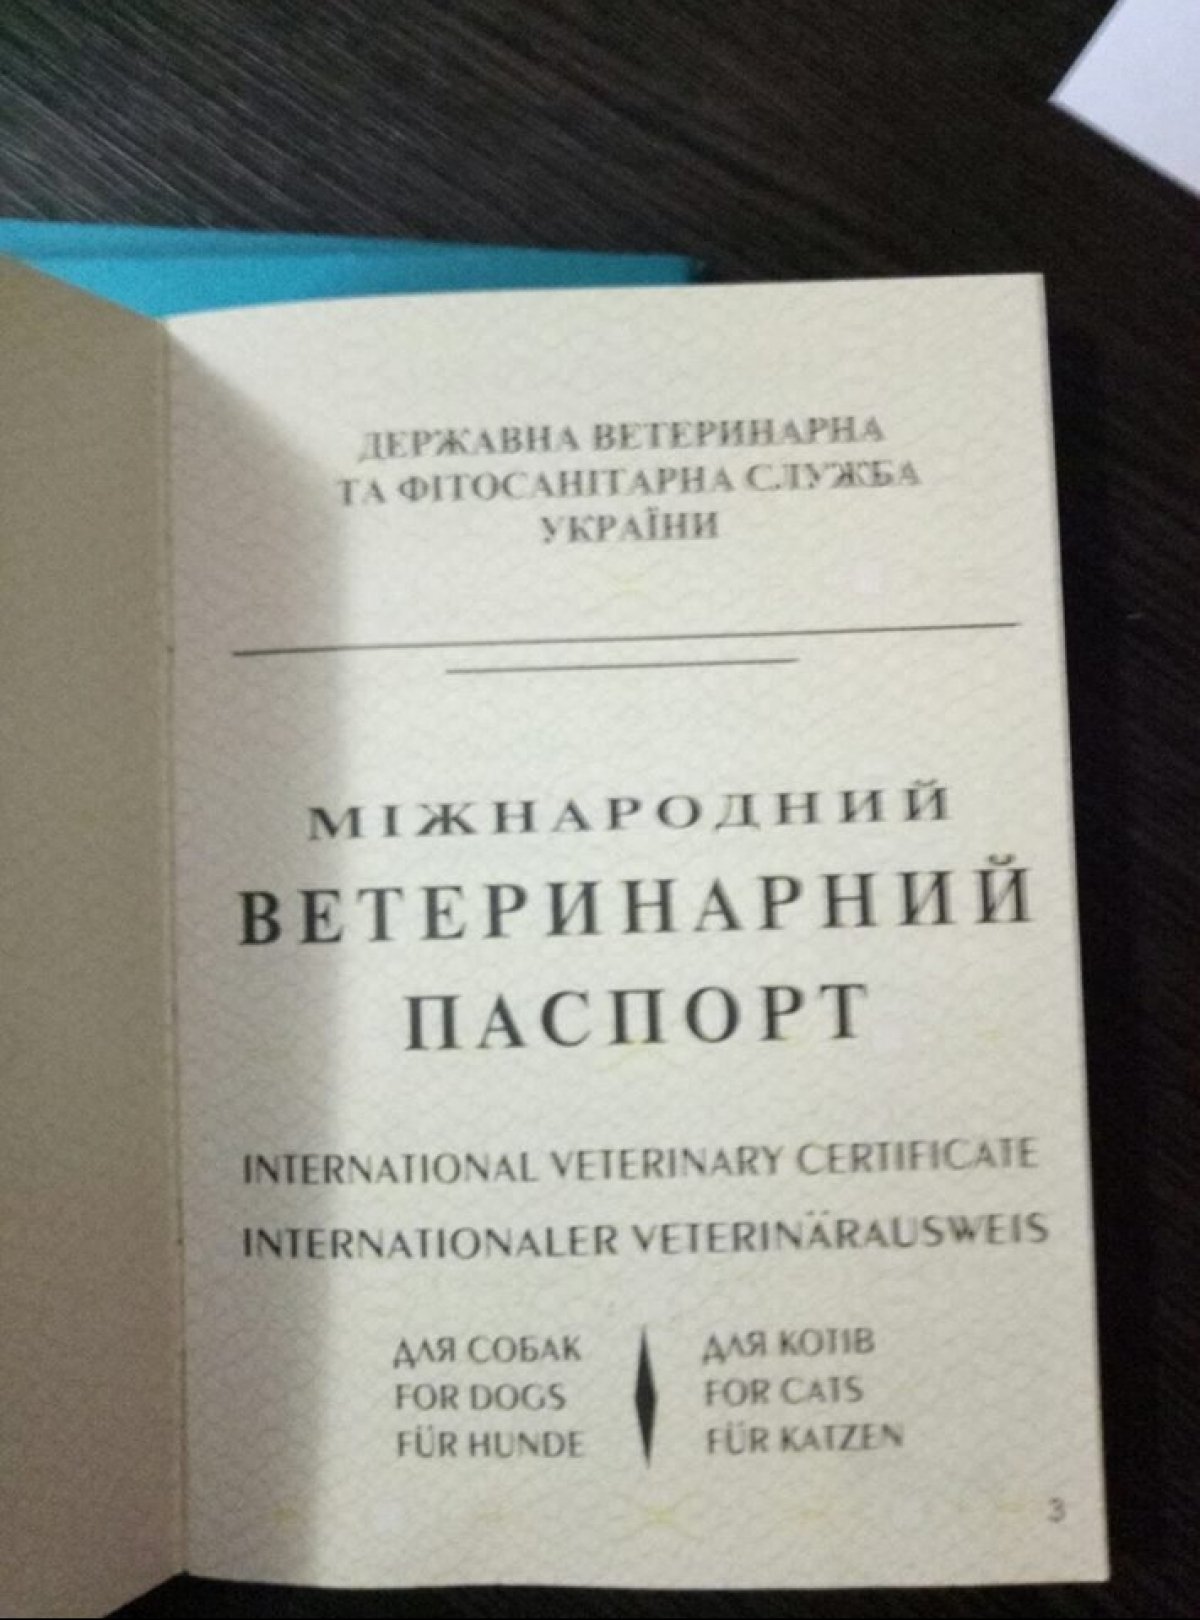 ДЕРЖАВНА ВЕТЕРИНАРНА
ТА ФІТОСАНІТАРНА СЛУЖБА
УКРАЇНИ
МІЖНАРОДНИЙ
ВЕТЕРИНАРНИЙ
ПАСПОРТ
INTERNATIONAL VETERINARY CERTIFICATE
INTERNATIONALER VETERINÄRAUSWEIS
ДЛЯ СОБАК
FOR DOGS
FÜR HUNDE
ДЛЯ КОТІВ
FOR CATS
FÜR KATZEN
3